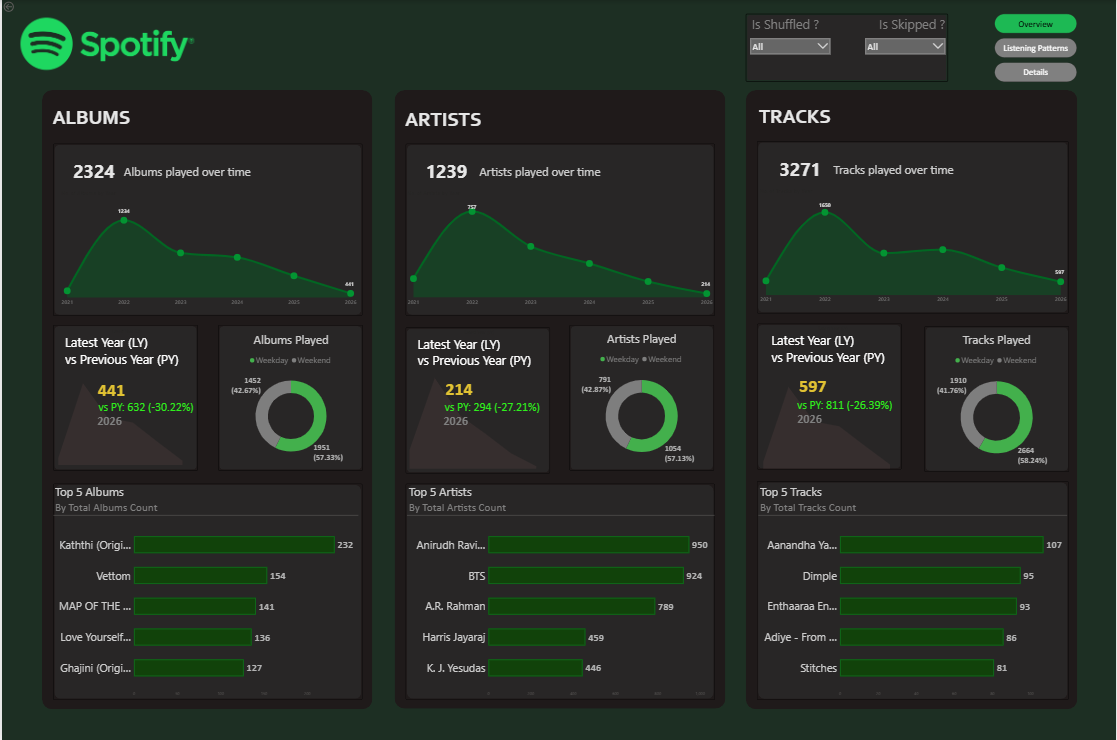 Spotify
Is Shuffled ?
All
Is Skipped ?
All
Overview
Listening Patterns
Details
ALBUMS
2324 Albums played over time
1234
441
2021 2022 2023 2024 2025 2026
Latest Year (LY)
vs Previous Year (PY)
441
vs PY: 632 (-30.22%)
2026
Albums Played
Weekday Weekend
1452
(42.67%)
1951
(57.33%)
Top 5 Albums
By Total Albums Count
Kaththi (Origi... 232
Vettom 154
MAP OF THE ... 141
Love Yourself... 136
Ghajini (Origi... 127
ARTISTS
1239 Artists played over time
757
214
2021 2022 2023 2024 2025 2026
Latest Year (LY)
vs Previous Year (PY)
214
vs PY: 294 (-27.21%)
2026
Artists Played
Weekday Weekend
791
(42.87%)
1054
(57.13%)
Top 5 Artists
By Total Artists Count
Anirudh Ravi... 950
BTS 924
A.R. Rahman 789
Harris Jayaraj 459
K. J. Yesudas 446
TRACKS
3271 Tracks played over time
1650
597
2021 2022 2023 2024 2025 2026
Latest Year (LY)
vs Previous Year (PY)
597
vs PY: 811 (-26.39%)
2026
Tracks Played
Weekday Weekend
1910
(41.76%)
2664
(58.24%)
Top 5 Tracks
By Total Tracks Count
Aanandha Ya... 107
Dimple 95
Enthaaraa En... 93
Adiye - From ... 86
Stitches 81